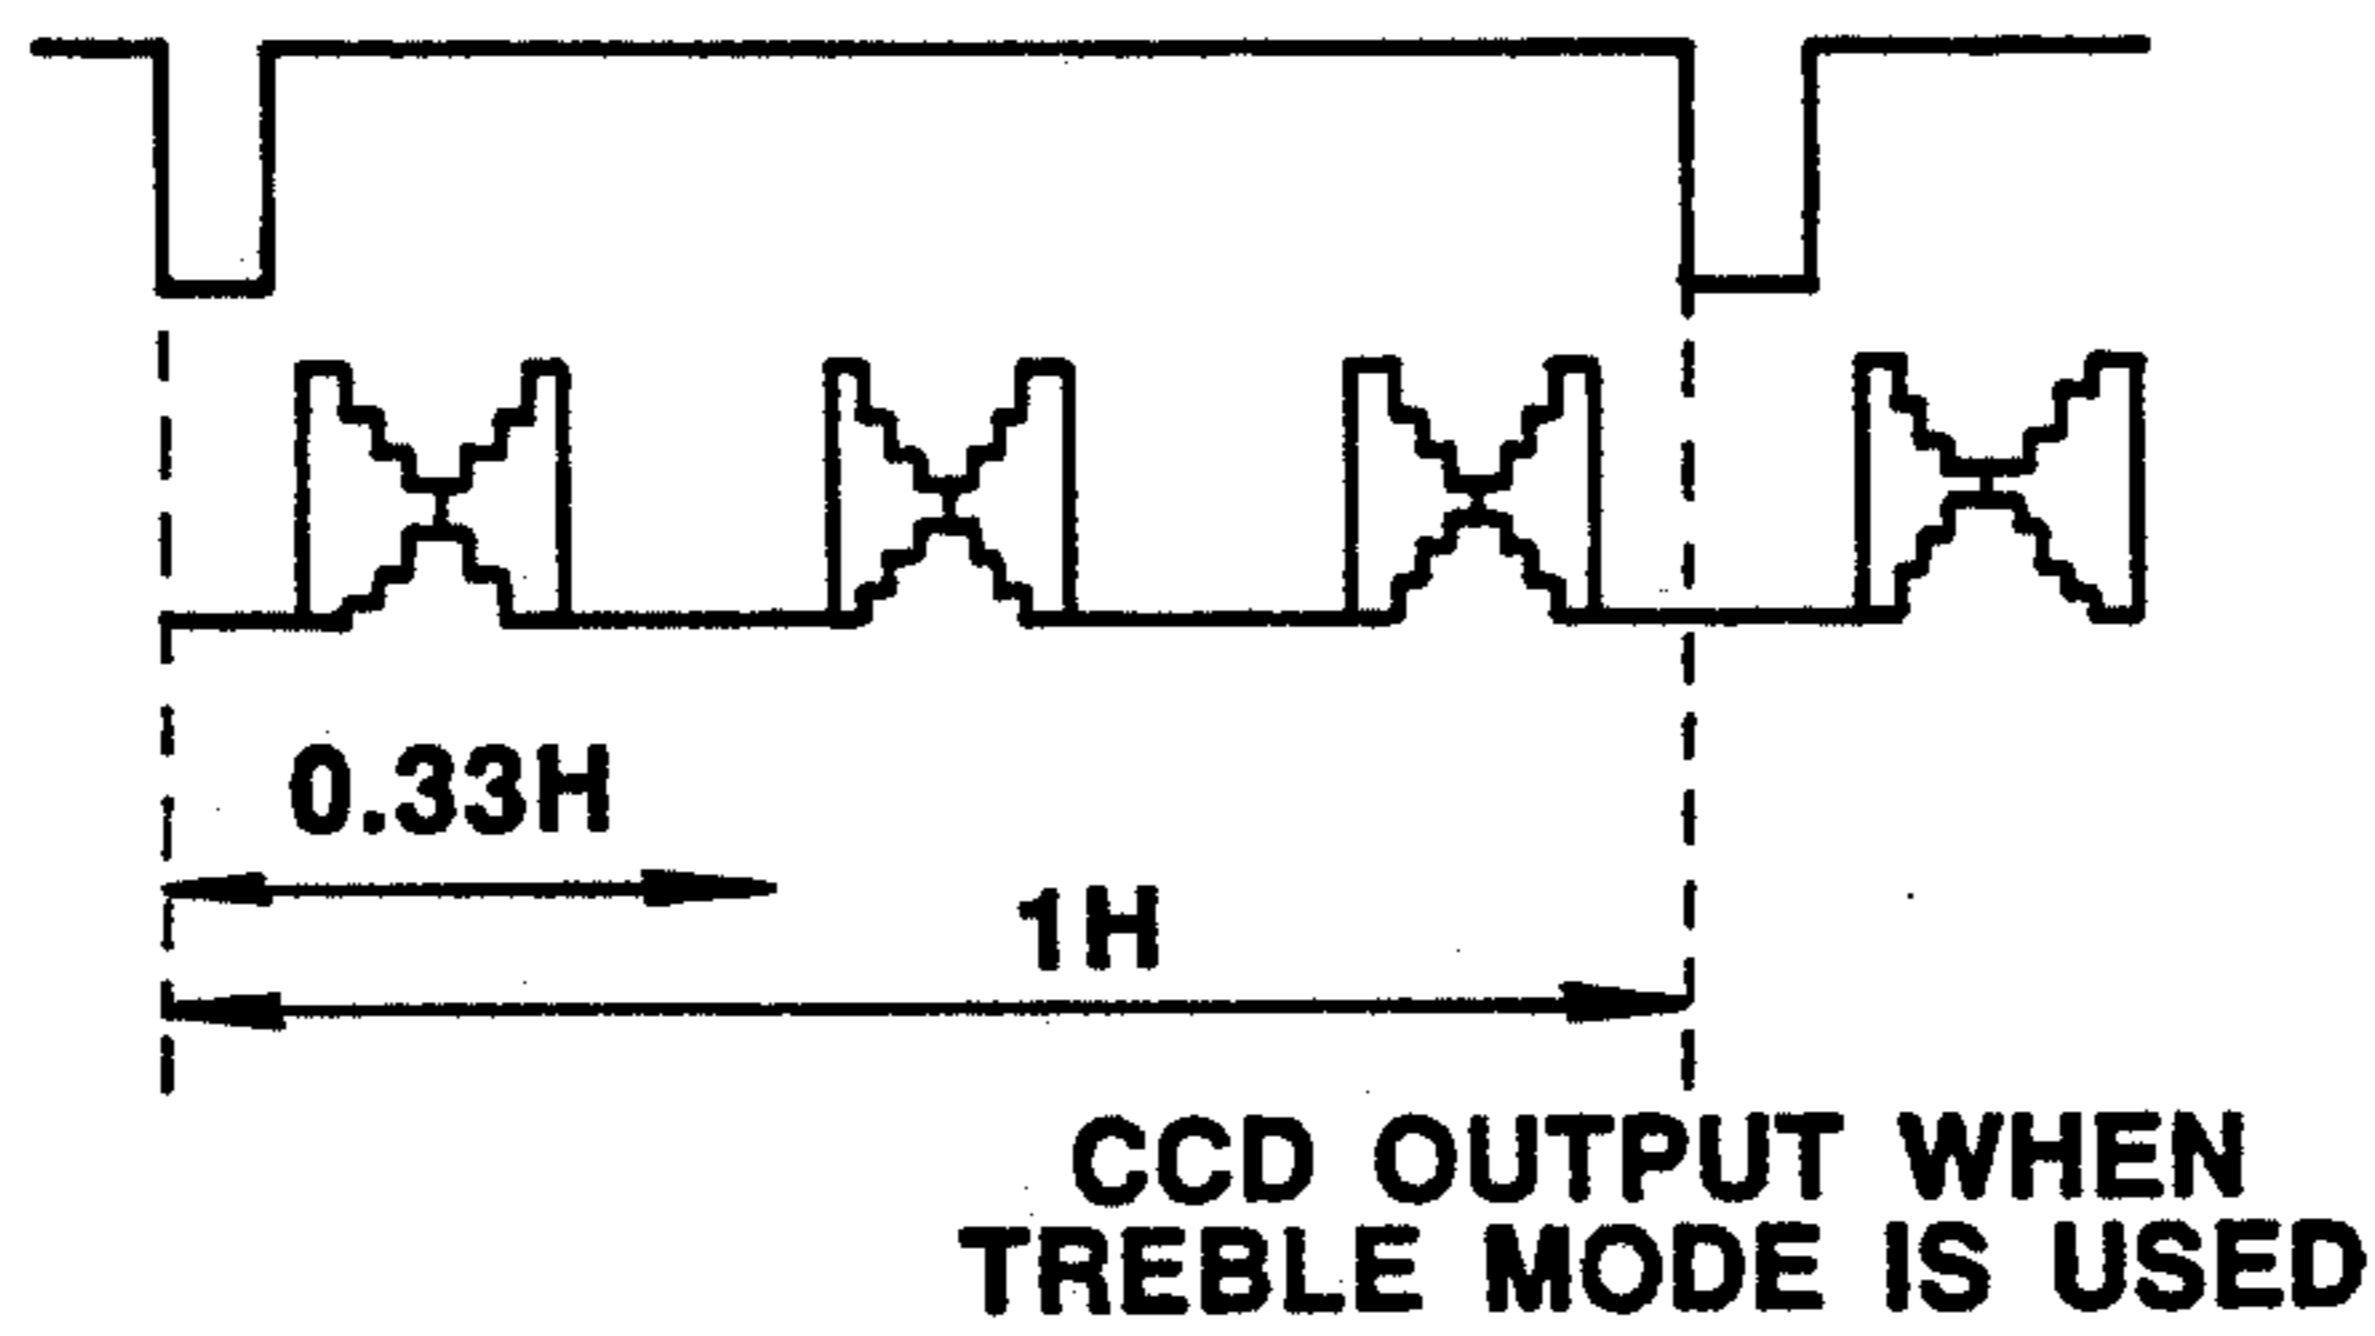 0.33H
1H
CCD OUTPUT WHEN
TREBLE MODE IS USED